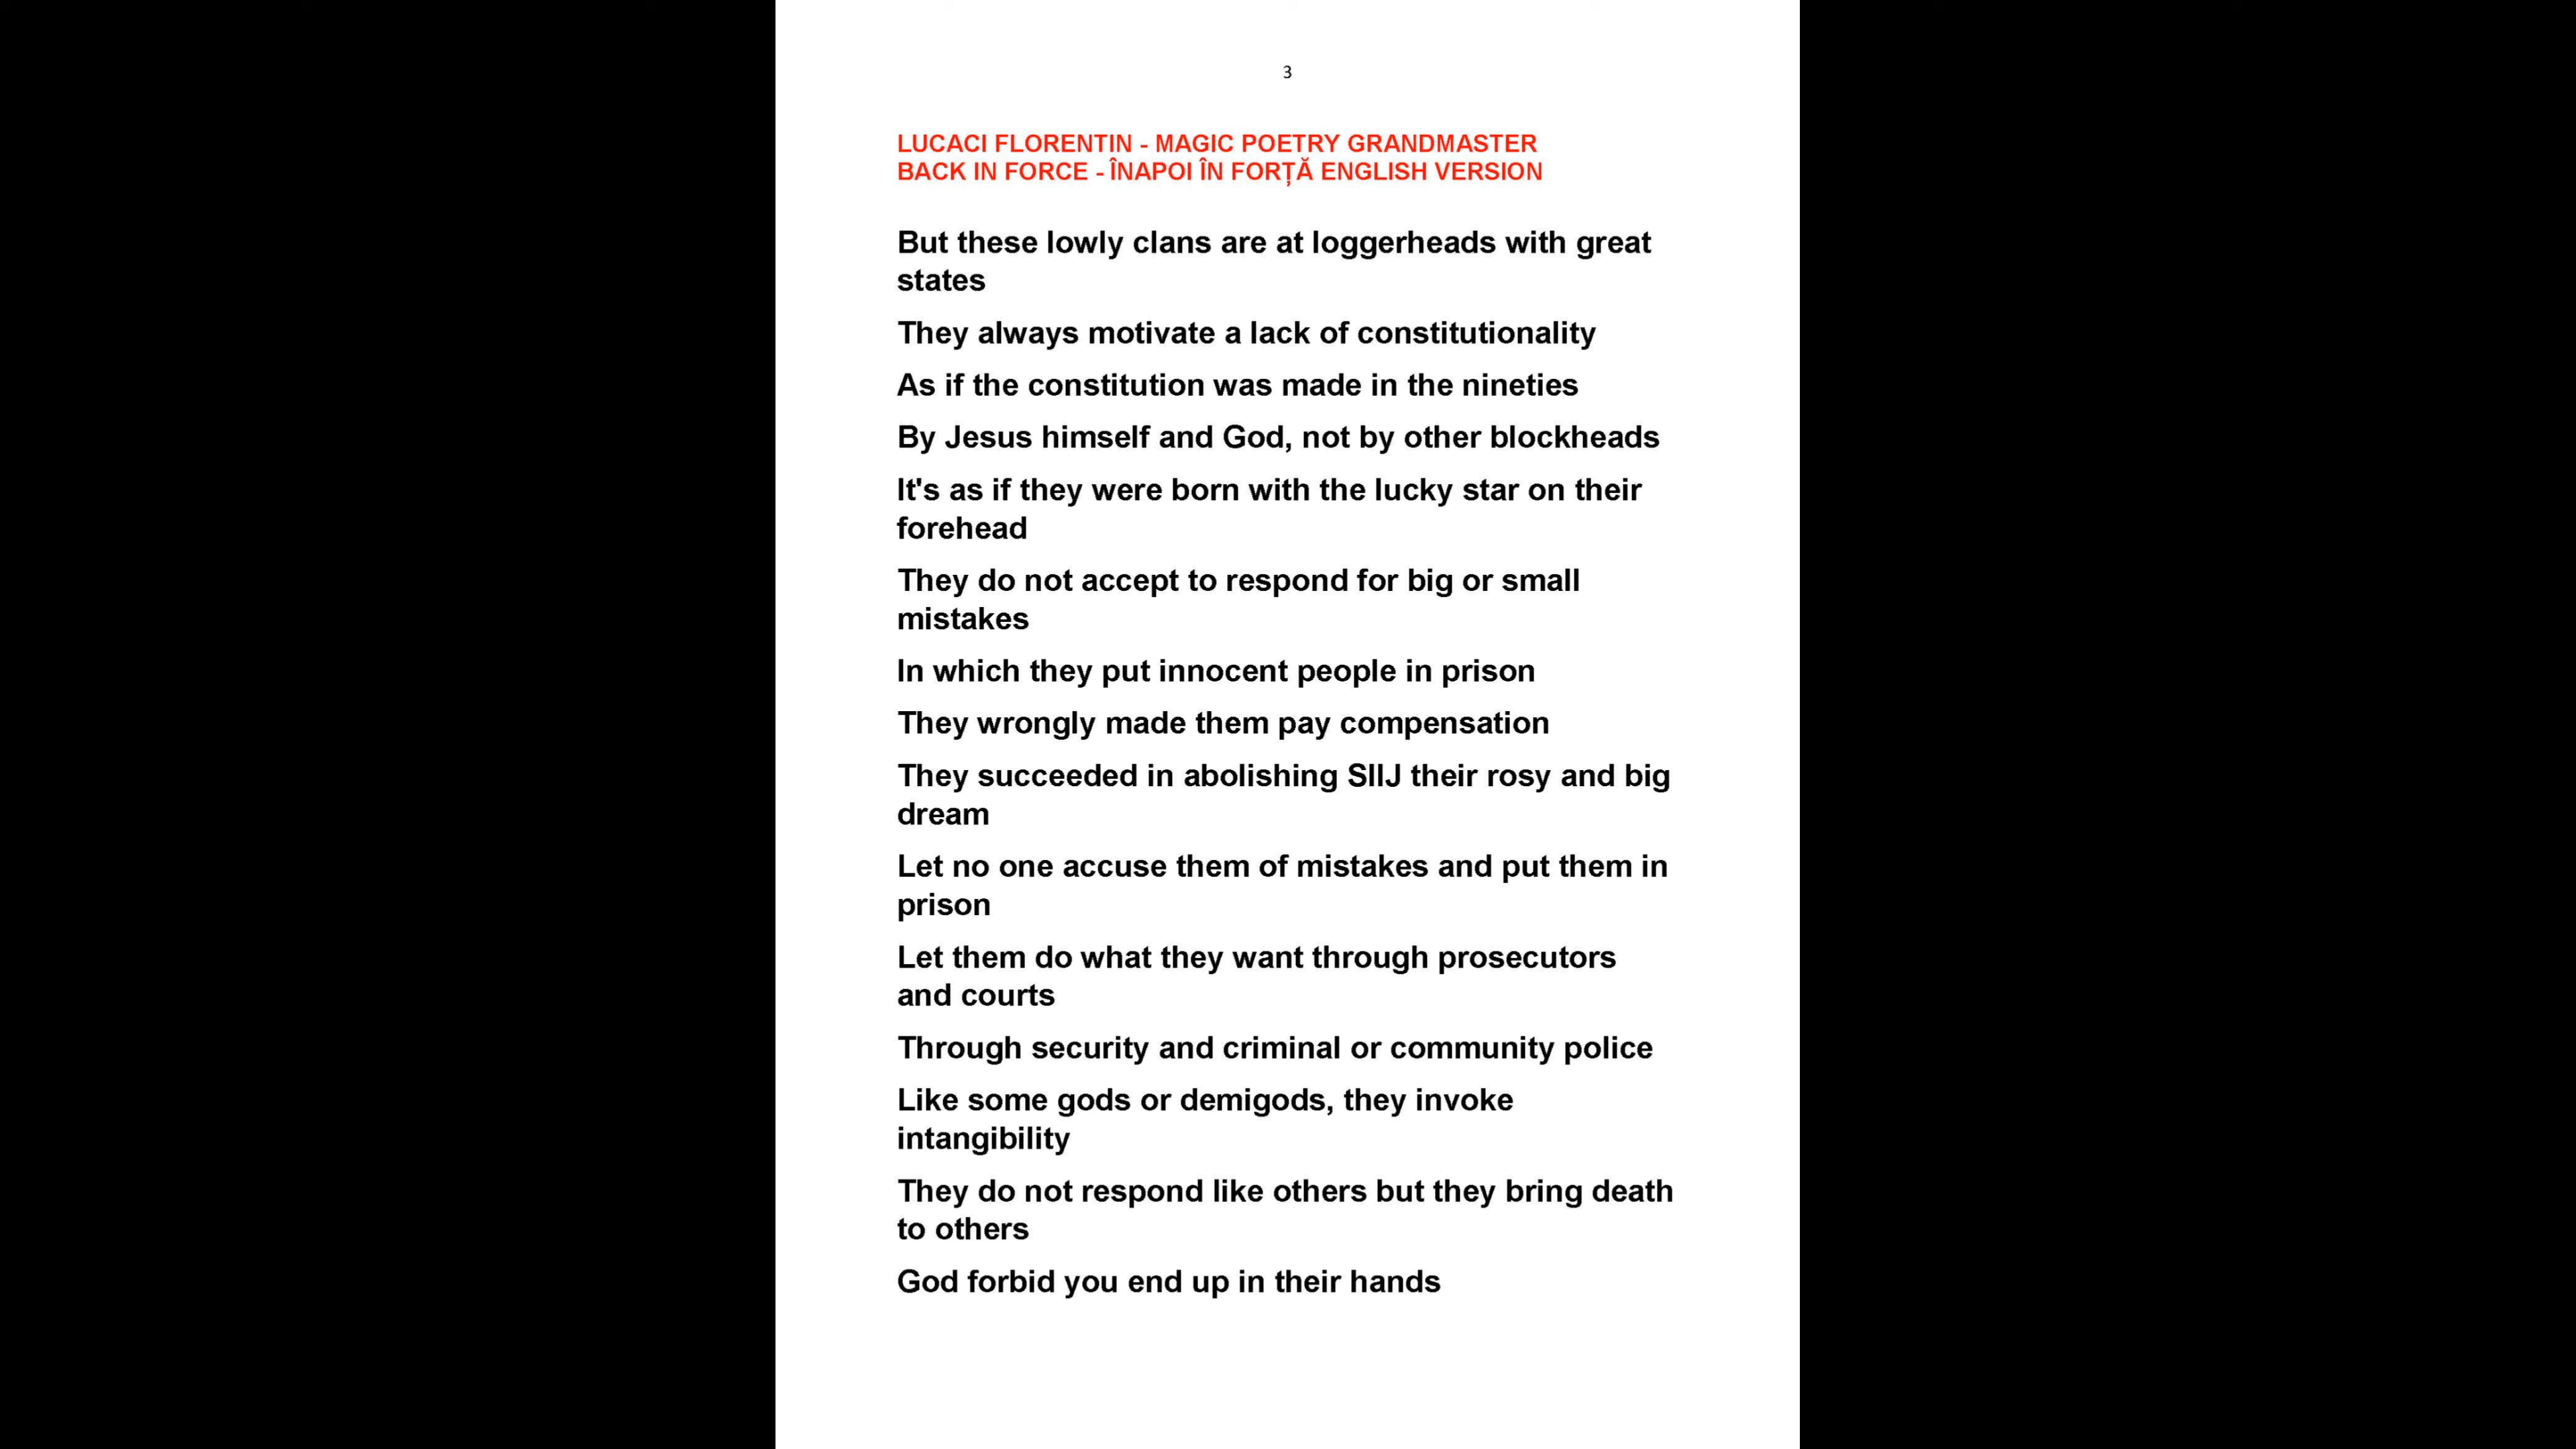 3
LUCACI FLORENTIN - MAGIC POETRY GRANDMASTER
BACK IN FORCE - ÎNAPOI ÎN FORȚĂ ENGLISH VERSION
But these lowly clans are at loggerheads with great
states
They always motivate a lack of constitutionality
As if the constitution was made in the nineties
By Jesus himself and God, not by other blockheads
It's as if they were born with the lucky star on their
forehead
They do not accept to respond for big or small
mistakes
In which they put innocent people in prison
They wrongly made them pay compensation
They succeeded in abolishing SIIJ their rosy and big
dream
Let no one accuse them of mistakes and put them in
prison
Let them do what they want through prosecutors
and courts
Through security and criminal or community police
Like some gods or demigods, they invoke
intangibility
They do not respond like others but they bring death
to others
God forbid you end up in their hands